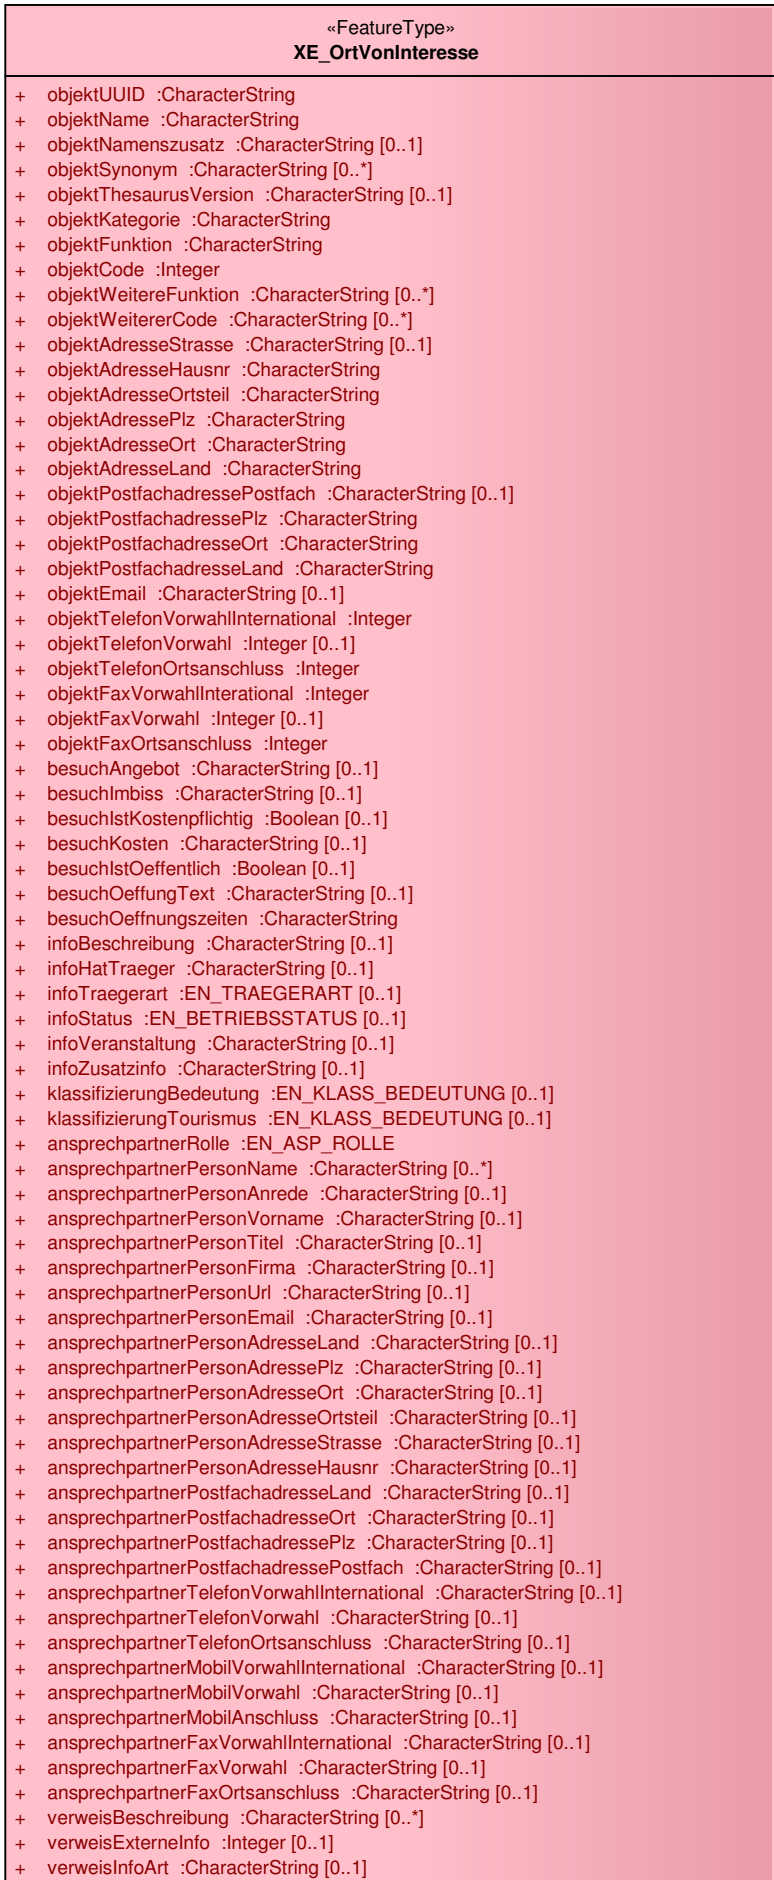 «FeatureType»
XE_OrtVonInteresse
+ objektUUID :CharacterString
+ objektName :CharacterString
+ objektNamenszusatz :CharacterString [0..1]
+ objektSynonym :CharacterString [0..*]
+ objektThesaurusVersion :CharacterString [0..1]
+ objektKategorie :CharacterString
+ objektFunktion :CharacterString
+ objektCode :Integer
+ objektWeitereFunktion :CharacterString [0..*]
+ objektWeitererCode :CharacterString [0..*]
+ objektAdresseStrasse :CharacterString [0..1]
+ objektAdresseHausnr :CharacterString
+ objektAdresseOrtsteil :CharacterString
+ objektAdressePlz :CharacterString
+ objektAdresseOrt :CharacterString
+ objektAdresseLand :CharacterString
+ objektPostfachadressePostfach :CharacterString [0..1]
+ objektPostfachadressePlz :CharacterString
+ objektPostfachadresseOrt :CharacterString
+ objektPostfachadresseLand :CharacterString
+ objektEmail :CharacterString [0..1]
+ objektTelefonVorwahlInternational :Integer
+ objektTelefonVorwahl :Integer [0..1]
+ objektTelefonOrtsanschluss :Integer
+ objektFaxVorwahlInterational :Integer
+ objektFaxVorwahl :Integer [0..1]
+ objektFaxOrtsanschluss :Integer
+ besuchAngebot :CharacterString [0..1]
+ besuchImbiss :CharacterString [0..1]
+ besuchIstKostenpflichtig :Boolean [0..1]
+ besuchKosten :CharacterString [0..1]
+ besuchIstOeffentlich :Boolean [0..1]
+ besuchOeffungText :CharacterString [0..1]
+ besuchOeffnungszeiten :CharacterString
+ infoBeschreibung :CharacterString [0..1]
+ infoHatTraeger :CharacterString [0..1]
+ infoTraegerart :EN_TRAEGERART [0..1]
+ infoStatus :EN_BETRIEBSSTATUS [0..1]
+ infoVeranstaltung :CharacterString [0..1]
+ infoZusatzinfo :CharacterString [0..1]
+ klassifizierungBedeutung :EN_KLASS_BEDEUTUNG [0..1]
+ klassifizierungTourismus :EN_KLASS_BEDEUTUNG [0..1]
+ ansprechpartnerRolle :EN_ASP_ROLLE
+ ansprechpartnerPersonName :CharacterString [0..*]
+ ansprechpartnerPersonAnrede :CharacterString [0..1]
+ ansprechpartnerPersonVorname :CharacterString [0..1]
+ ansprechpartnerPersonTitel :CharacterString [0..1]
+ ansprechpartnerPersonFirma :CharacterString [0..1]
+ ansprechpartnerPersonUrl :CharacterString [0..1]
+ ansprechpartnerPersonEmail :CharacterString [0..1]
+ ansprechpartnerPersonAdresseLand :CharacterString [0..1]
+ ansprechpartnerPersonAdressePlz :CharacterString [0..1]
+ ansprechpartnerPersonAdresseOrt :CharacterString [0..1]
+ ansprechpartnerPersonAdresseOrtsteil :CharacterString [0..1]
+ ansprechpartnerPersonAdresseStrasse :CharacterString [0..1]
+ ansprechpartnerPersonAdresseHausnr :CharacterString [0..1]
+ ansprechpartnerPostfachadresseLand :CharacterString [0..1]
+ ansprechpartnerPostfachadresseOrt :CharacterString [0..1]
+ ansprechpartnerPostfachadressePlz :CharacterString [0..1]
+ ansprechpartnerPostfachadressePostfach :CharacterString [0..1]
+ ansprechpartnerTelefonVorwahlInternational :CharacterString [0..1]
+ ansprechpartnerTelefonVorwahl :CharacterString [0..1]
+ ansprechpartnerTelefonOrtsanschluss :CharacterString [0..1]
+ ansprechpartnerMobilVorwahlInternational :CharacterString [0..1]
+ ansprechpartnerMobilVorwahl :CharacterString [0..1]
+ ansprechpartnerMobilAnschluss :CharacterString [0..1]
+ ansprechpartnerFaxVorwahlInternational :CharacterString [0..1]
+ ansprechpartnerFaxVorwahl :CharacterString [0..1]
+ ansprechpartnerFaxOrtsanschluss :CharacterString [0..1]
+ verweisBeschreibung :CharacterString [0..*]
+ verweisExterneInfo :Integer [0..1]
+ verweisInfoArt :CharacterString [0..1]